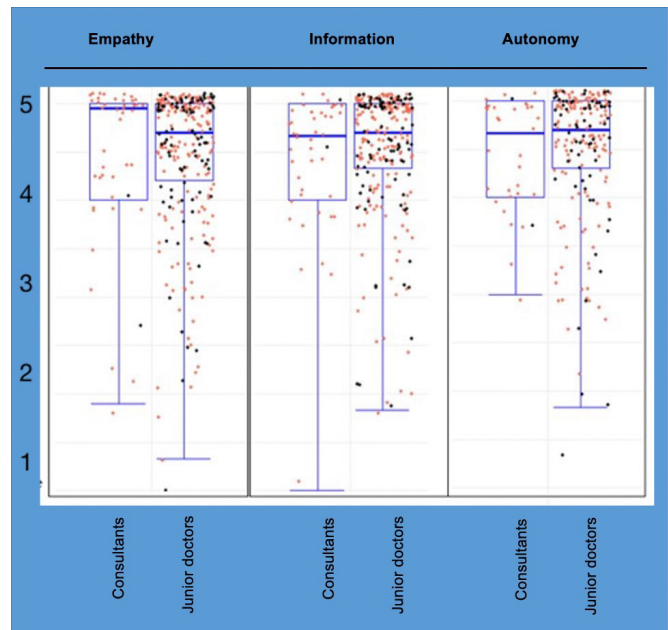 Empathy Information Autonomy
5
4
3
2
1
Consultants
Junior doctors
Consultants
Junior doctors
Consultants
Junior doctors